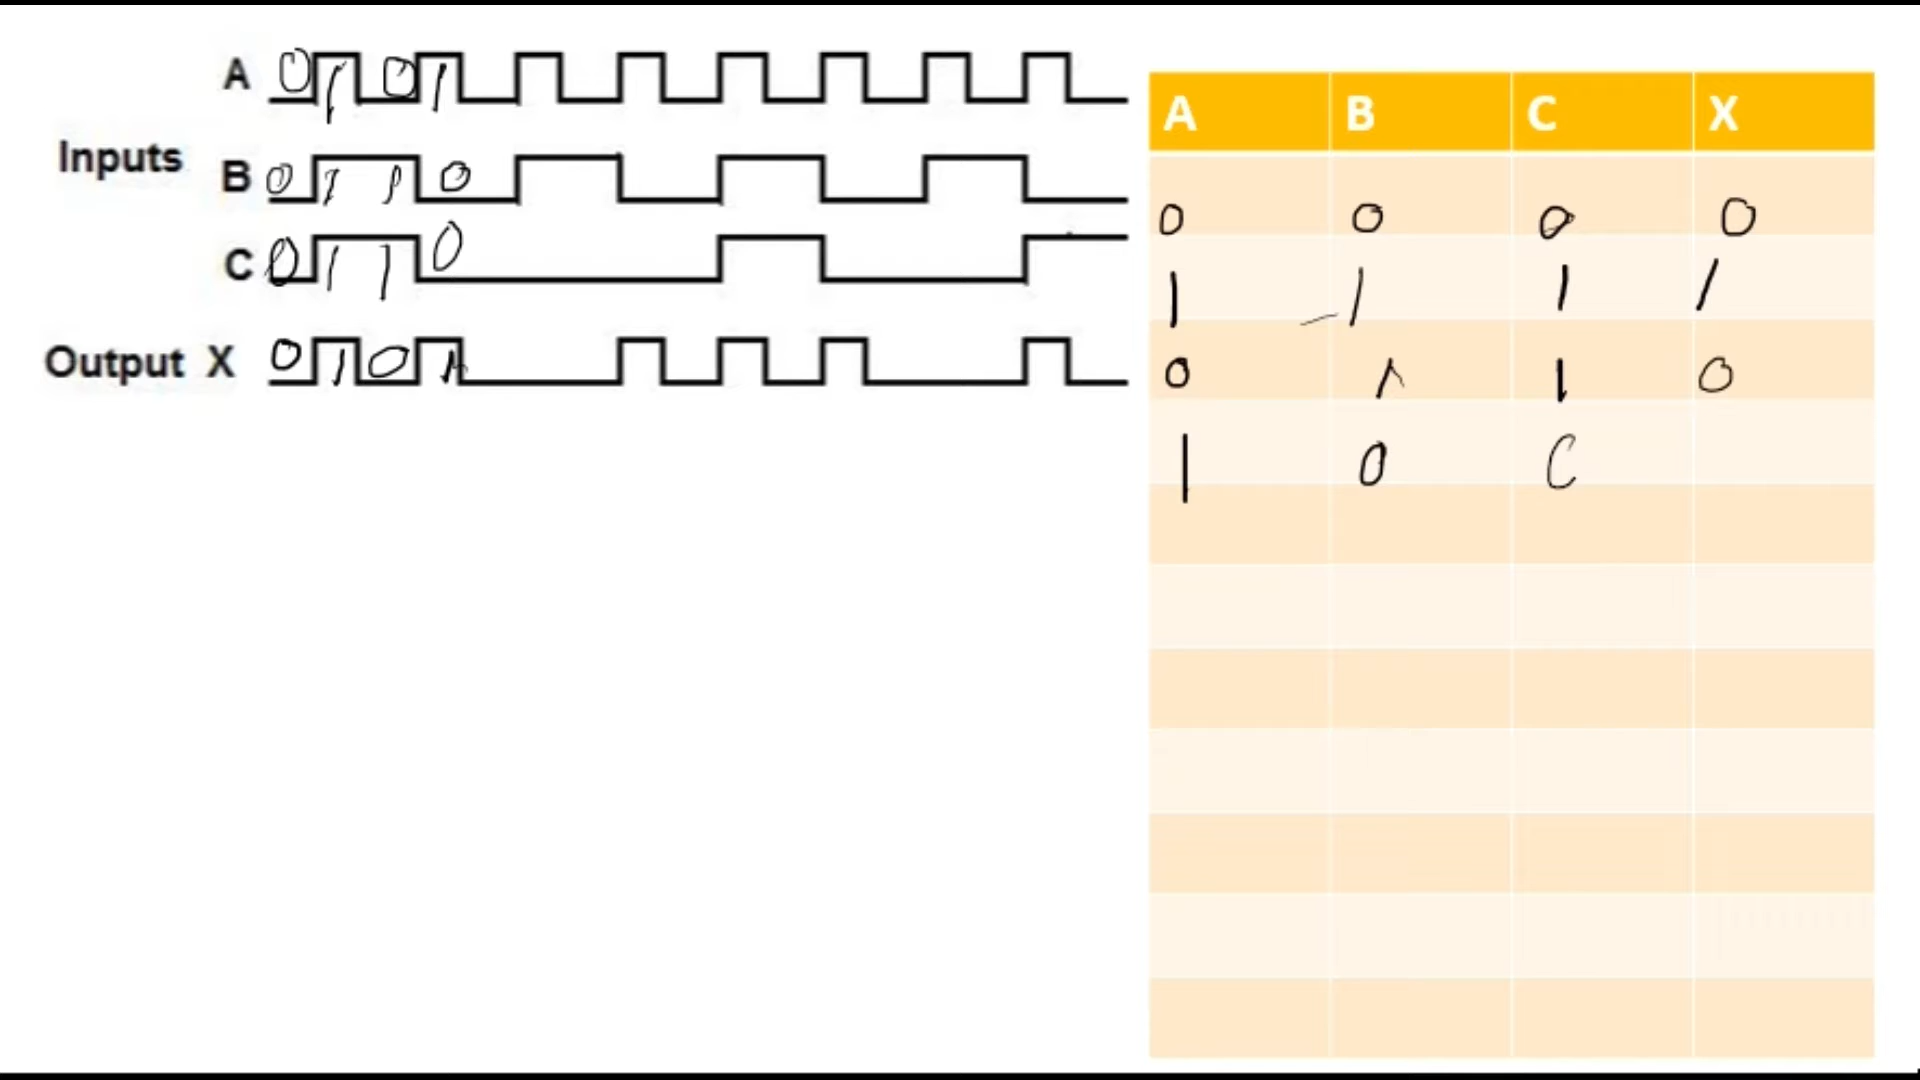 A 0 1 0 1
Inputs
B 0 1 1 0
C 0 1 1 0
Output X 0 1 0 1
A B C X
0 0 0 0
1 1 1 1
0 1 1 0
1 0